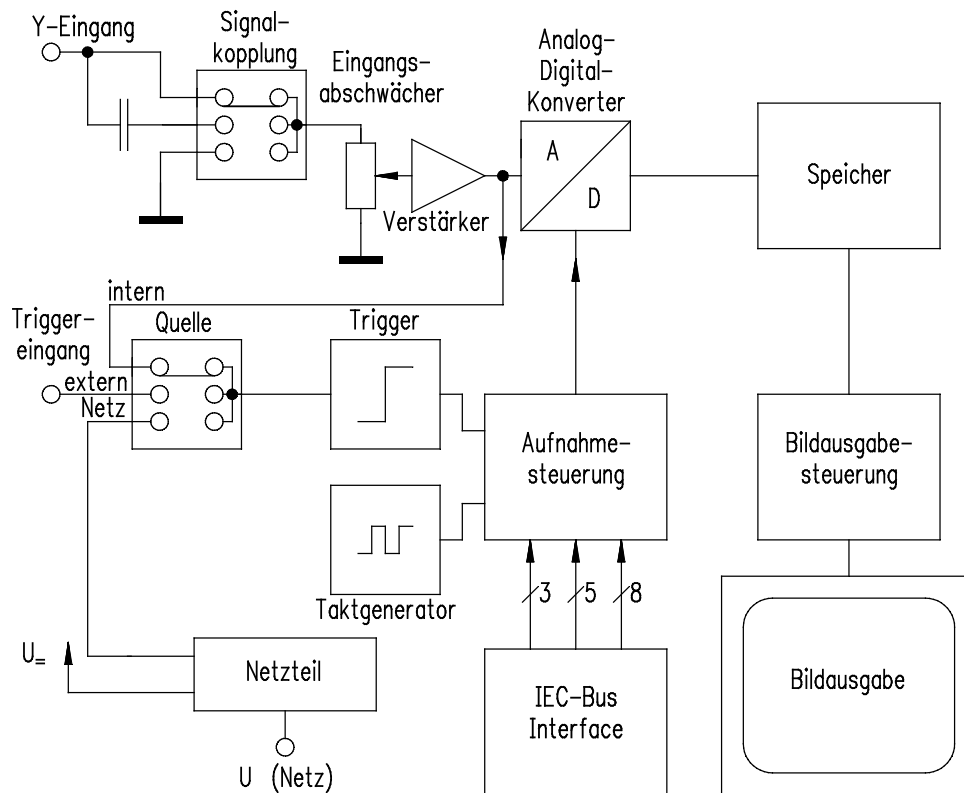 Y-Eingang
Signal-
kopplung
Eingangs-
abschwächer
Verstärker
Analog-
Digital-
Konverter
A
D
Speicher
intern
Trigger-
eingang
extern
Netz
Quelle
Trigger
Taktgenerator
Aufnahme-
steuerung
Bildausgabe-
steuerung
3
5
8
U=
Netzteil
U (Netz)
IEC-Bus
Interface
Bildausgabe